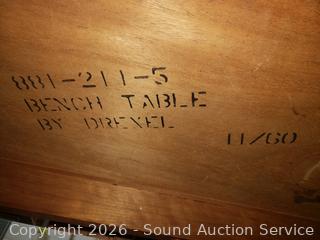 881-211-5
BENCH TABLE
BY DREXEL
11/60
Copyright 2026 - Sound Auction Service